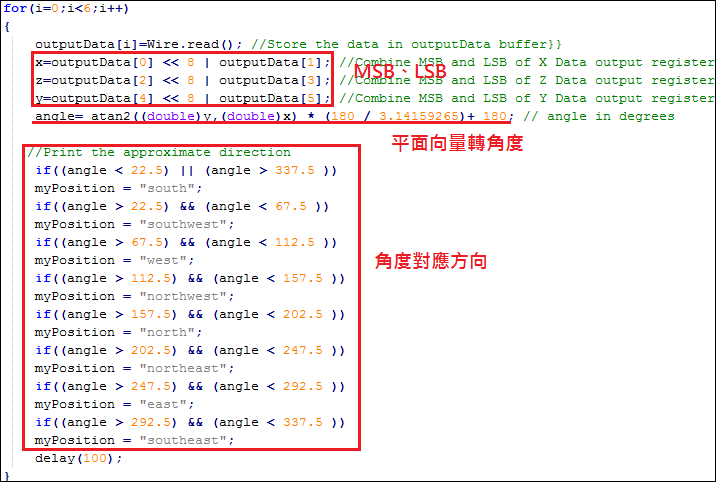 for(i=0;i<6;i++)
{
outputData[i]=Wire.read(); //Store the data in outputData buffer}}
x=outputData[0] << 8 | outputData[1]; //Combine MSB and LSB of X Data output register
MSB、LSB
z=outputData[2] << 8 | outputData[3]; //Combine MSB and LSB of Z Data output register
y=outputData[4] << 8 | outputData[5]; //Combine MSB and LSB of Y Data output register
angle= atan2((double)y,(double)x) * (180 / 3.14159265)+ 180; // angle in degrees
平面向量轉角度
//Print the approximate direction
if((angle < 22.5) || (angle > 337.5 ))
myPosition = "south";
if((angle > 22.5) && (angle < 67.5 ))
myPosition = "southwest";
if((angle > 67.5) && (angle < 112.5 ))
myPosition = "west";
角度對應方向
if((angle > 112.5) && (angle < 157.5 ))
myPosition = "northwest";
if((angle > 157.5) && (angle < 202.5 ))
myPosition = "north";
if((angle > 202.5) && (angle < 247.5 ))
myPosition = "northeast";
if((angle > 247.5) && (angle < 292.5 ))
myPosition = "east";
if((angle > 292.5) && (angle < 337.5 ))
myPosition = "southeast";
delay(100);
}